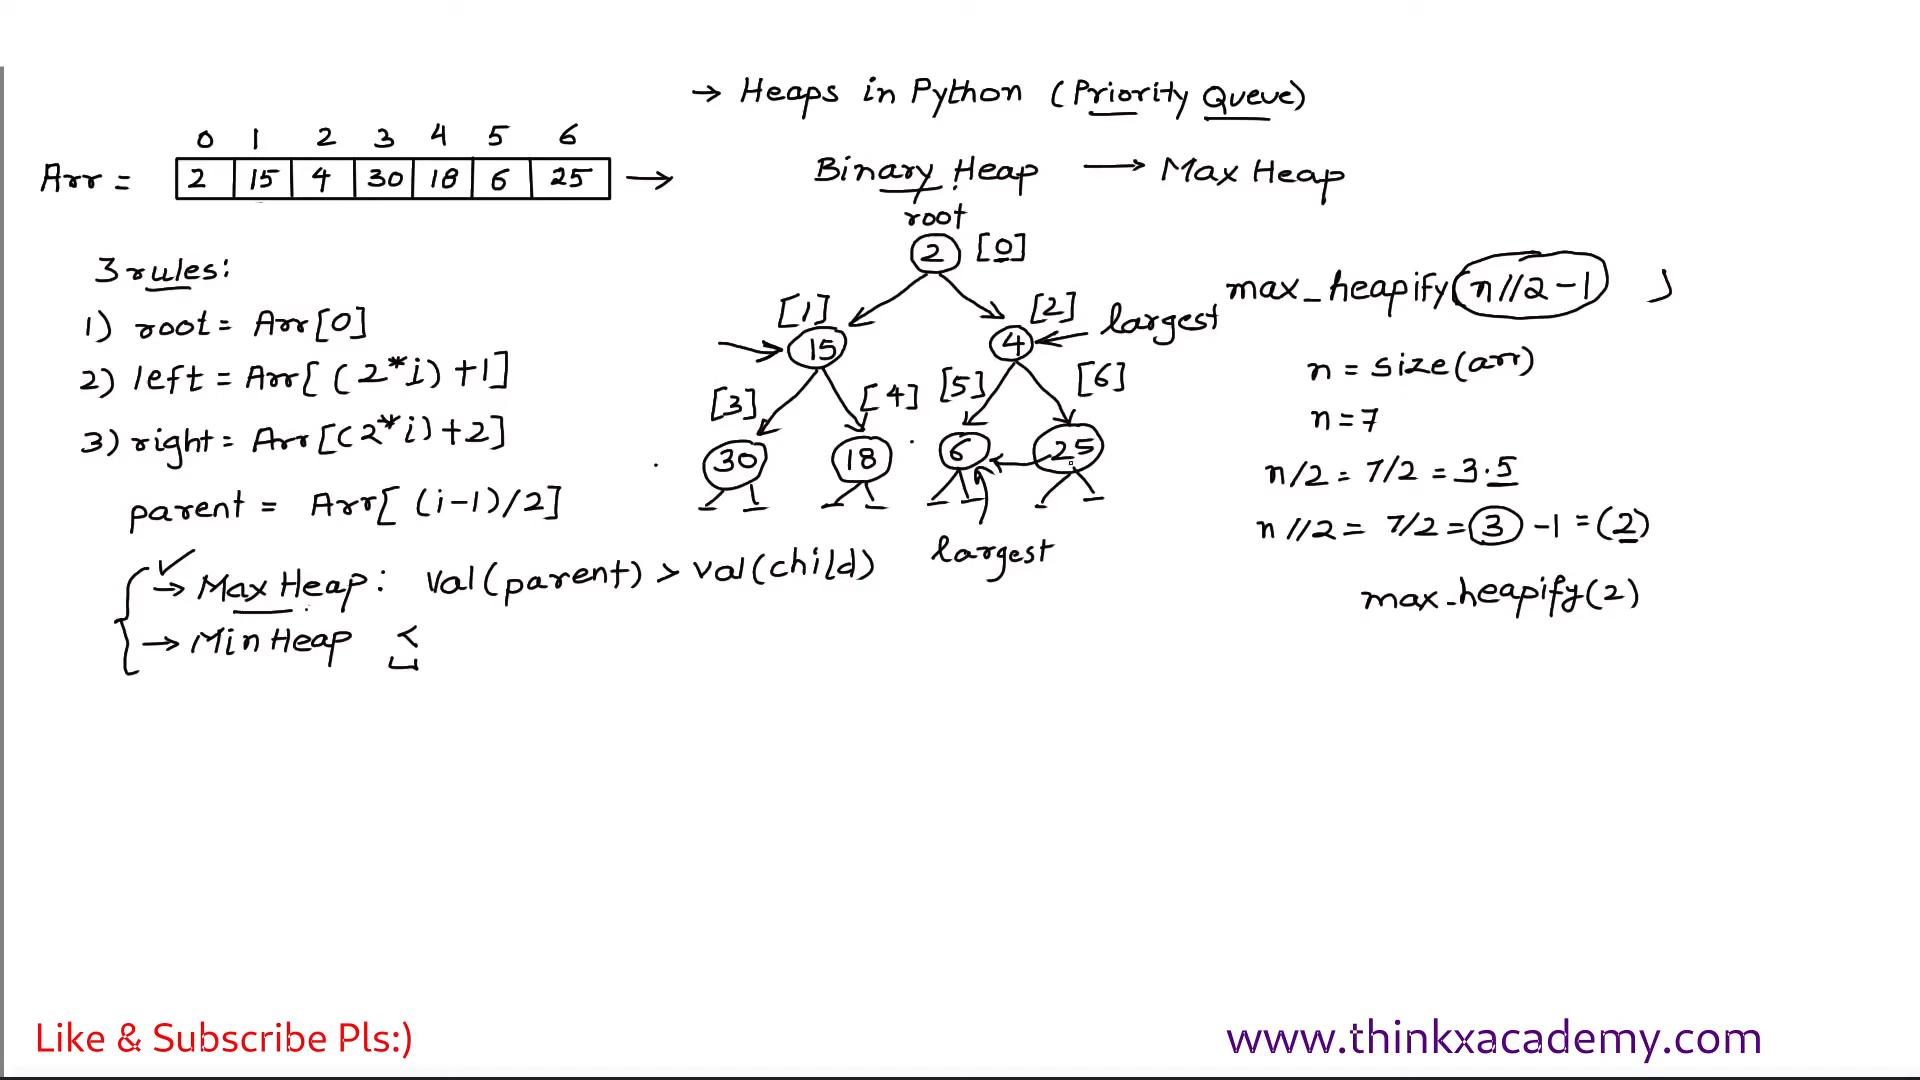 → Heaps in Python (Priority Queue)
0 1 2 3 4 5 6
Arr = 2 15 4 30 18 6 25 →
Binary Heap → Max Heap
3 rules:
1) root = Arr[0]
2) left = Arr[(2*i)+1]
3) right = Arr[(2*i)+2]
parent = Arr[(i-1)/2]
→ Max Heap: val(parent) > val(child)
→ Min Heap <
root
2 [0]
[1] [2]
15 4 ← largest
[3] [4] [5] [6]
30 18 6 25
largest
max_heapify(n//2-1)
n = size(arr)
n = 7
n/2 = 7/2 = 3.5
n//2 = 7/2 = 3 -1 = (2)
max_heapify(2)
Like & Subscribe Pls:)
www.thinkxacademy.com